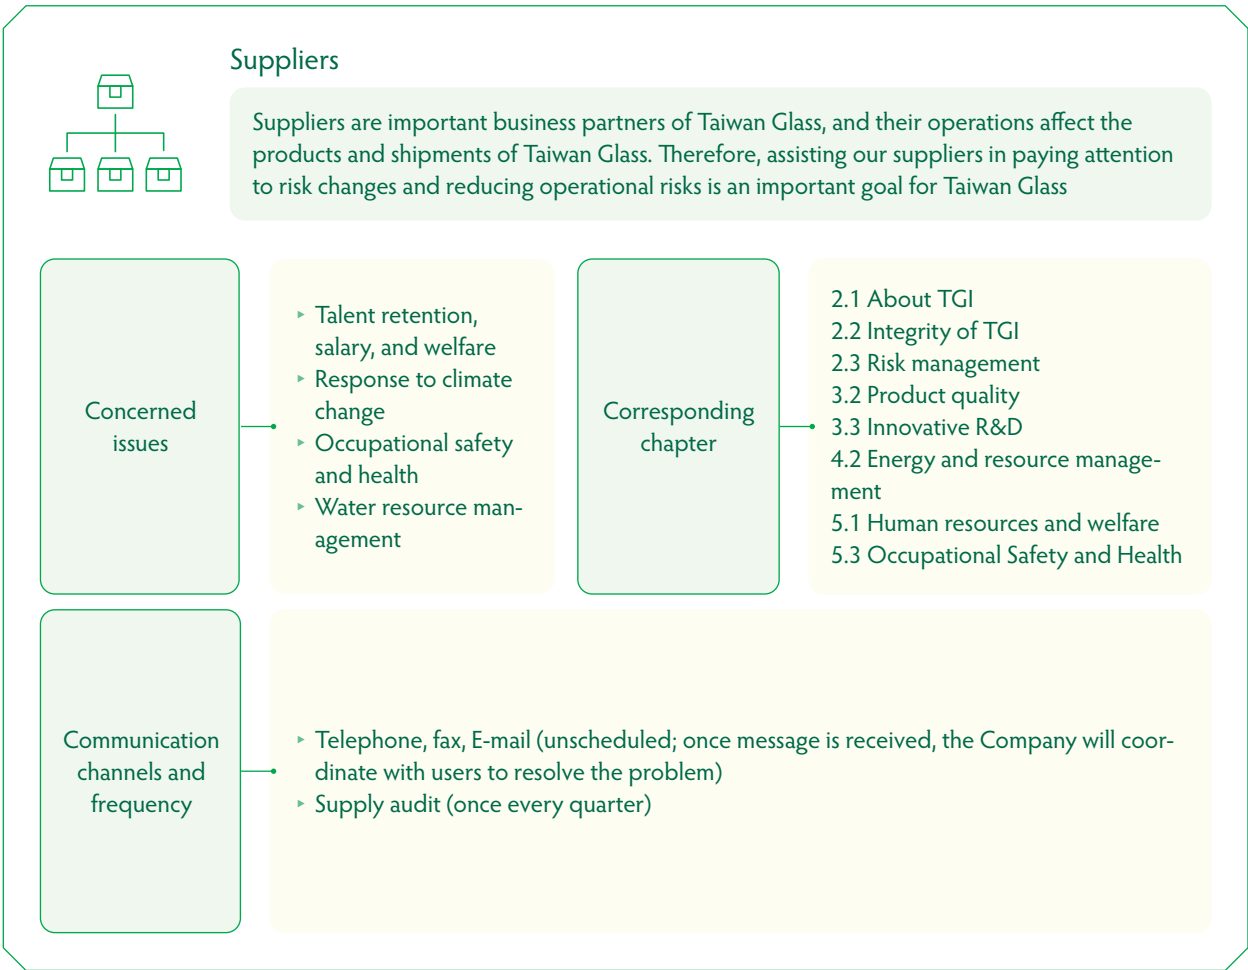 Suppliers
Suppliers are important business partners of Taiwan Glass, and their operations affect the
products and shipments of Taiwan Glass. Therefore, assisting our suppliers in paying attention
to risk changes and reducing operational risks is an important goal for Taiwan Glass
Concerned
issues
▸ Talent retention,
salary, and welfare
▸ Response to climate
change
▸ Occupational safety
and health
▸ Water resource man-
agement
Corresponding
chapter
2.1 About TGI
2.2 Integrity of TGI
2.3 Risk management
3.2 Product quality
3.3 Innovative R&D
4.2 Energy and resource manage-
ment
5.1 Human resources and welfare
5.3 Occupational Safety and Health
Communication
channels and
frequency
▸ Telephone, fax, E-mail (unscheduled; once message is received, the Company will coor-
dinate with users to resolve the problem)
▸ Supply audit (once every quarter)